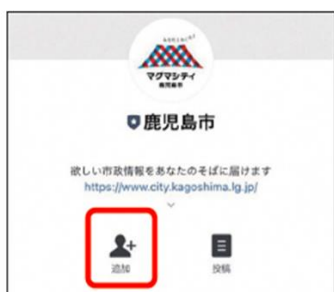 マグマシティ
鹿児島市
鹿児島市
欲しい市政情報をあなたのそばに届けます
https://www.city.kagoshima.lg.jp/
追加
投稿